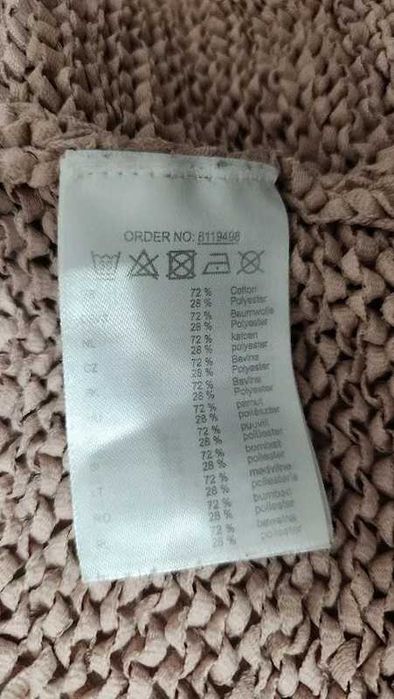 ORDER NO: 8119498
72 % Cotton
28 % Polyester
72 % Baumwolle
28 % Polyester
NL 72 % katoen
28 % polyester
CZ 72 % Bavlna
28 % Polyester
72 % Bavlna
28 % Polyester
72 % pamut
28 % poliészter
72 % puuvill
28 % polüester
72 % bombaž
28 % poliester
72 % medvilnė
28 % poliesteris
LT 72 % bumbac
28 % poliester
72 %
28 % poliester